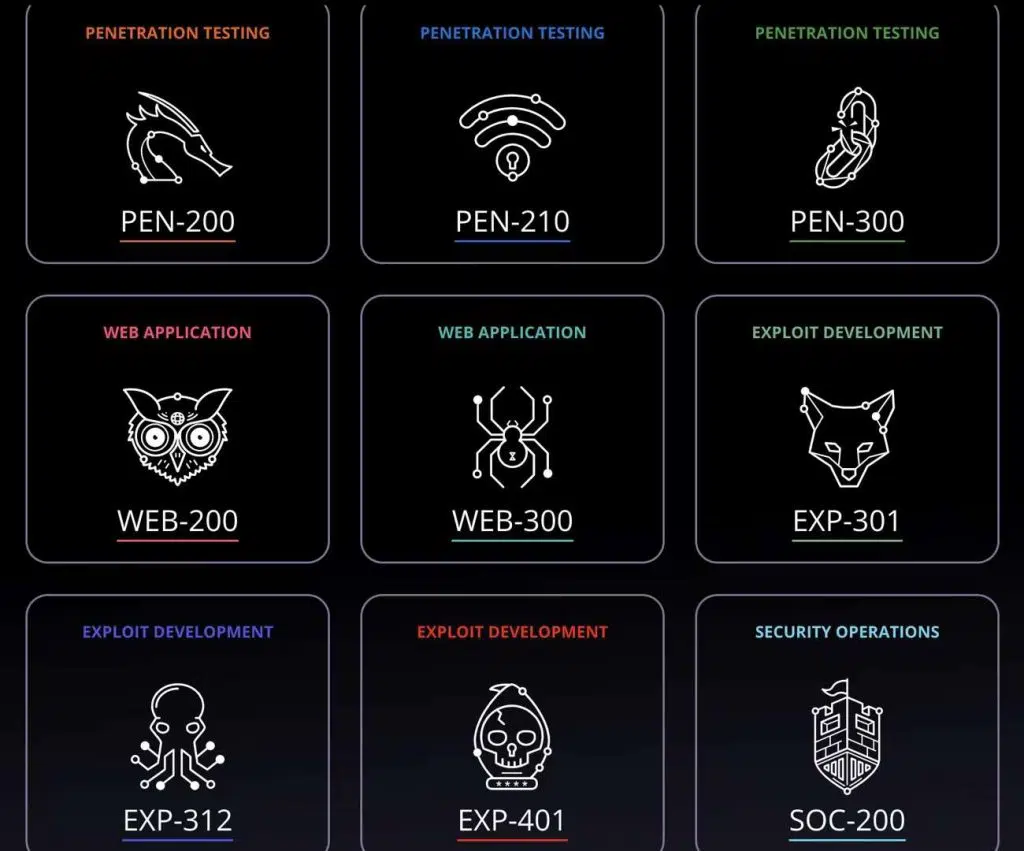 PENETRATION TESTING
PEN-200
PENETRATION TESTING
PEN-210
PENETRATION TESTING
PEN-300
WEB APPLICATION
WEB-200
WEB APPLICATION
WEB-300
EXPLOIT DEVELOPMENT
EXP-301
EXPLOIT DEVELOPMENT
EXP-312
EXPLOIT DEVELOPMENT
EXP-401
SECURITY OPERATIONS
SOC-200